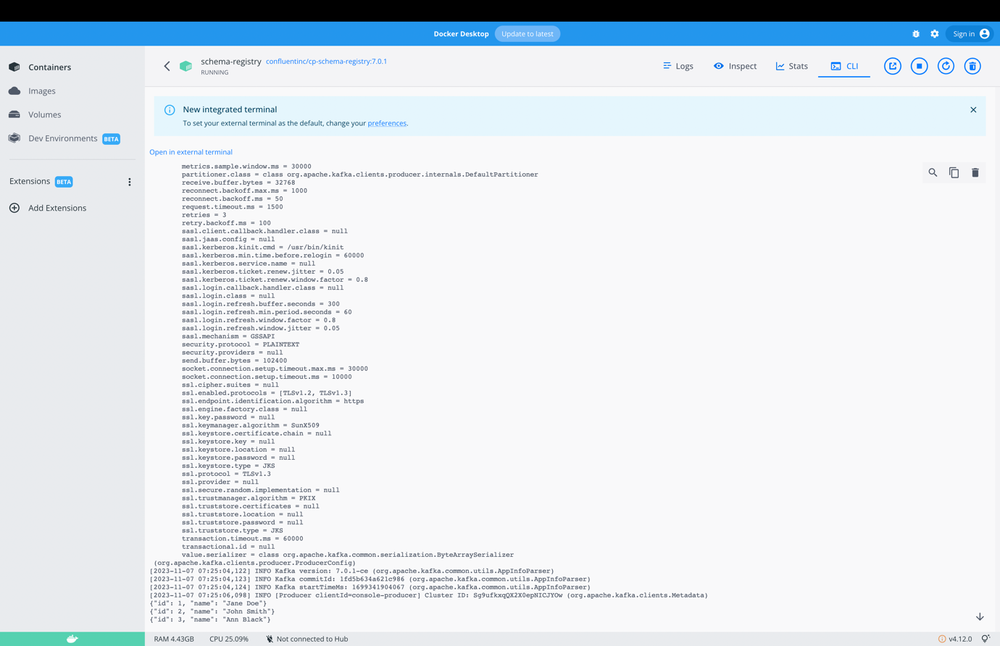 Docker Desktop
Update to latest
Sign in
Containers
Images
Volumes
Dev Environments BETA
Extensions BETA
Add Extensions
schema-registry confluentinc/cp-schema-registry:7.0.1
RUNNING
Logs
Inspect
Stats
CLI
New integrated terminal
To set your external terminal as the default, change your preferences.
Open in external terminal
metrics.sample.window.ms = 30000
partitioner.class = class org.apache.kafka.clients.producer.internals.DefaultPartitioner
receive.buffer.bytes = 32768
reconnect.backoff.max.ms = 1000
reconnect.backoff.ms = 50
request.timeout.ms = 1500
retries = 3
retry.backoff.ms = 100
sasl.client.callback.handler.class = null
sasl.jaas.config = null
sasl.kerberos.kinit.cmd = /usr/bin/kinit
sasl.kerberos.min.time.before.relogin = 60000
sasl.kerberos.service.name = null
sasl.kerberos.ticket.renew.jitter = 0.05
sasl.kerberos.ticket.renew.window.factor = 0.8
sasl.login.callback.handler.class = null
sasl.login.class = null
sasl.login.refresh.buffer.seconds = 300
sasl.login.refresh.min.period.seconds = 60
sasl.login.refresh.window.factor = 0.8
sasl.login.refresh.window.jitter = 0.05
sasl.mechanism = GSSAPI
security.protocol = PLAINTEXT
security.providers = null
send.buffer.bytes = 102400
socket.connection.setup.timeout.max.ms = 30000
socket.connection.setup.timeout.ms = 10000
ssl.cipher.suites = null
ssl.enabled.protocols = [TLSv1.2, TLSv1.3]
ssl.endpoint.identification.algorithm = https
ssl.engine.factory.class = null
ssl.key.password = null
ssl.keymanager.algorithm = SunX509
ssl.keystore.certificate.chain = null
ssl.keystore.key = null
ssl.keystore.location = null
ssl.keystore.password = null
ssl.keystore.type = JKS
ssl.protocol = TLSv1.3
ssl.provider = null
ssl.secure.random.implementation = null
ssl.trustmanager.algorithm = PKIX
ssl.truststore.certificates = null
ssl.truststore.location = null
ssl.truststore.password = null
ssl.truststore.type = JKS
transaction.timeout.ms = 60000
transactional.id = null
value.serializer = class org.apache.kafka.common.serialization.ByteArraySerializer
(org.apache.kafka.clients.producer.ProducerConfig)
[2023-11-07 07:25:04,122] INFO Kafka version: 7.0.1-ce (org.apache.kafka.common.utils.AppInfoParser)
[2023-11-07 07:25:04,123] INFO Kafka commitId: 1fd5b634a621c986 (org.apache.kafka.common.utils.AppInfoParser)
[2023-11-07 07:25:04,124] INFO Kafka startTimeMs: 1699341904067 (org.apache.kafka.common.utils.AppInfoParser)
[2023-11-07 07:25:06,098] INFO [Producer clientId=console-producer] Cluster ID: Sg9ufkxqQX2X0epNICJYOw (org.apache.kafka.clients.Metadata)
{"id": 1, "name": "Jane Doe"}
{"id": 2, "name": "John Smith"}
{"id": 3, "name": "Ann Black"}
RAM 4.43GB
CPU 25.09%
Not connected to Hub
v4.12.0